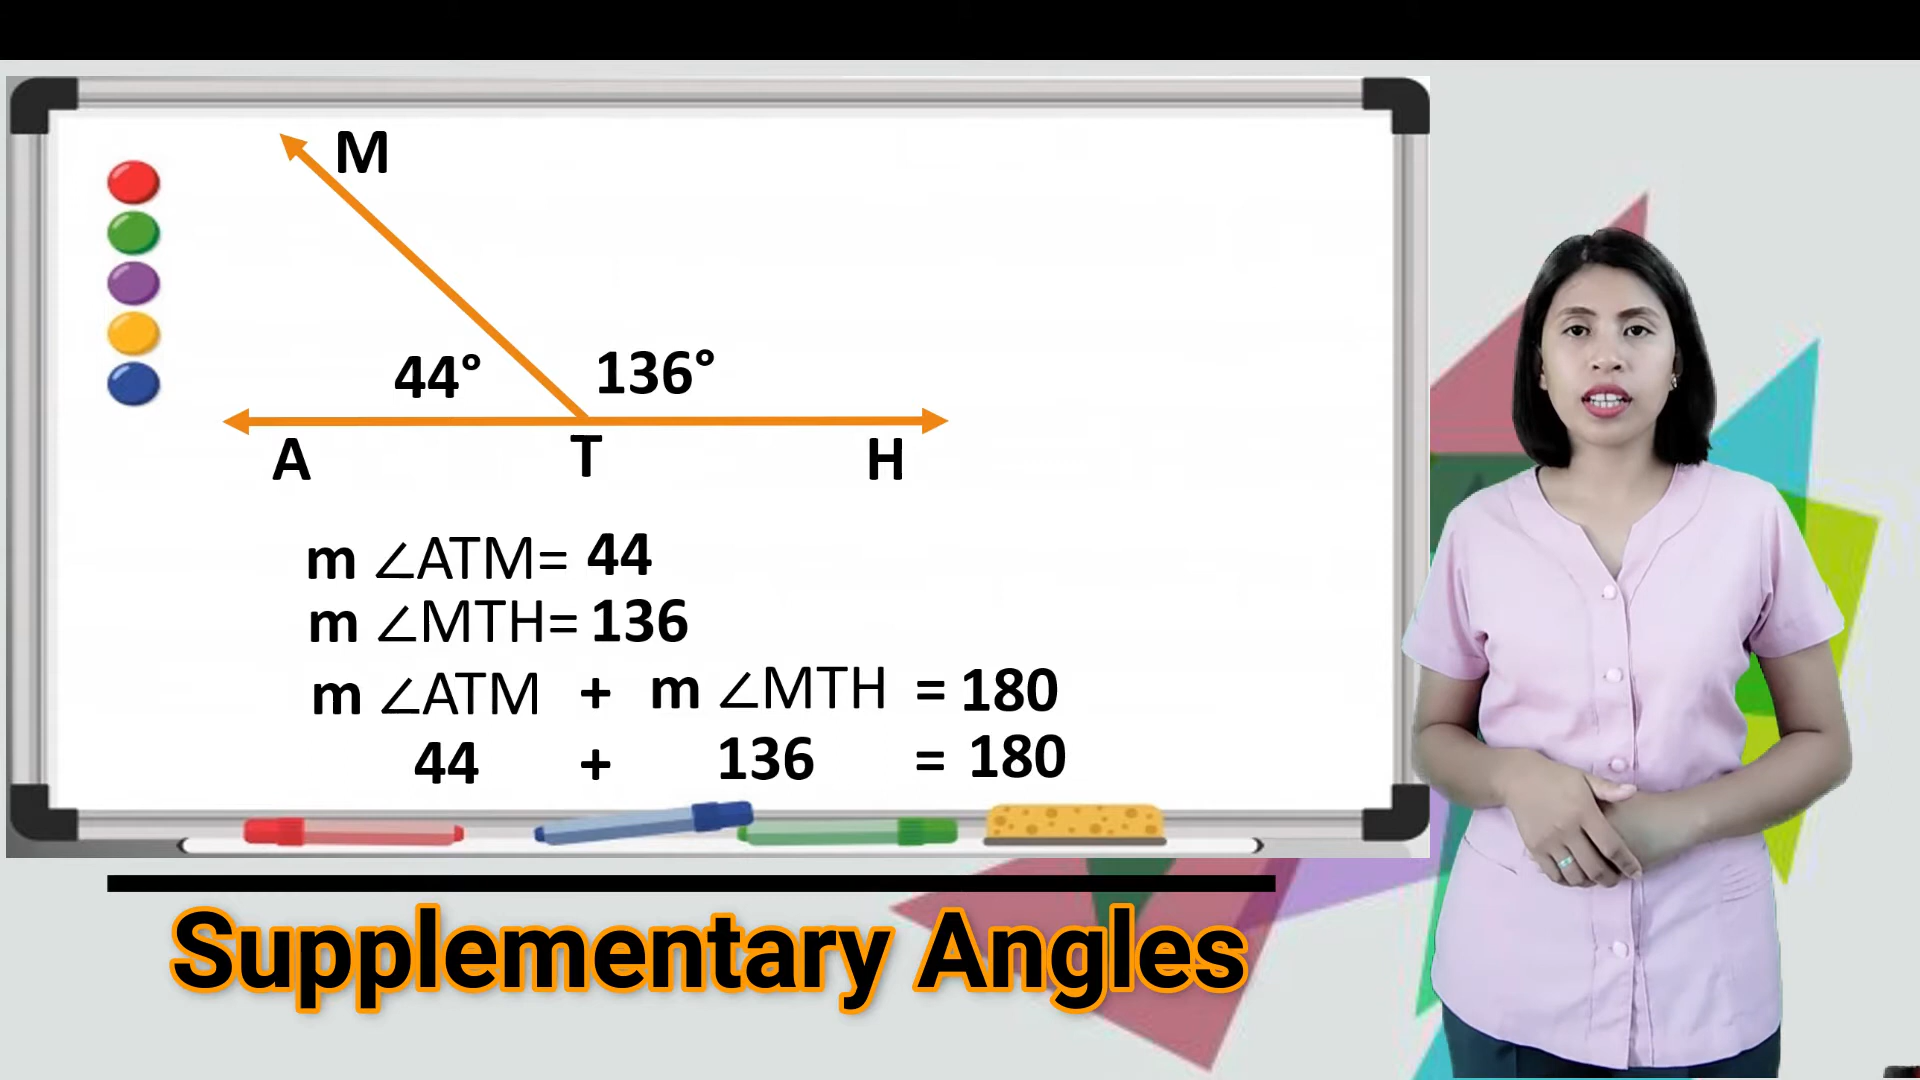 M
44° 136°
A T H
m ∠ATM= 44
m ∠MTH= 136
m ∠ATM + m ∠MTH = 180
44 + 136 = 180
Supplementary Angles